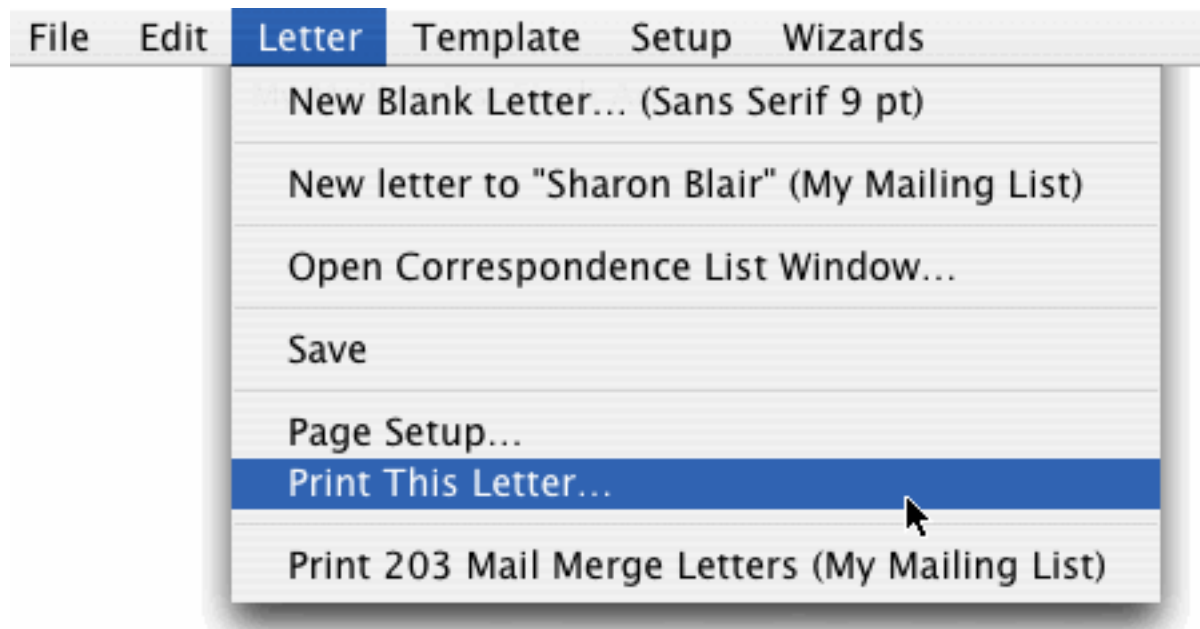 File Edit Letter Template Setup Wizards
New Blank Letter... (Sans Serif 9 pt)
New letter to "Sharon Blair" (My Mailing List)
Open Correspondence List Window...
Save
Page Setup...
Print This Letter...
Print 203 Mail Merge Letters (My Mailing List)